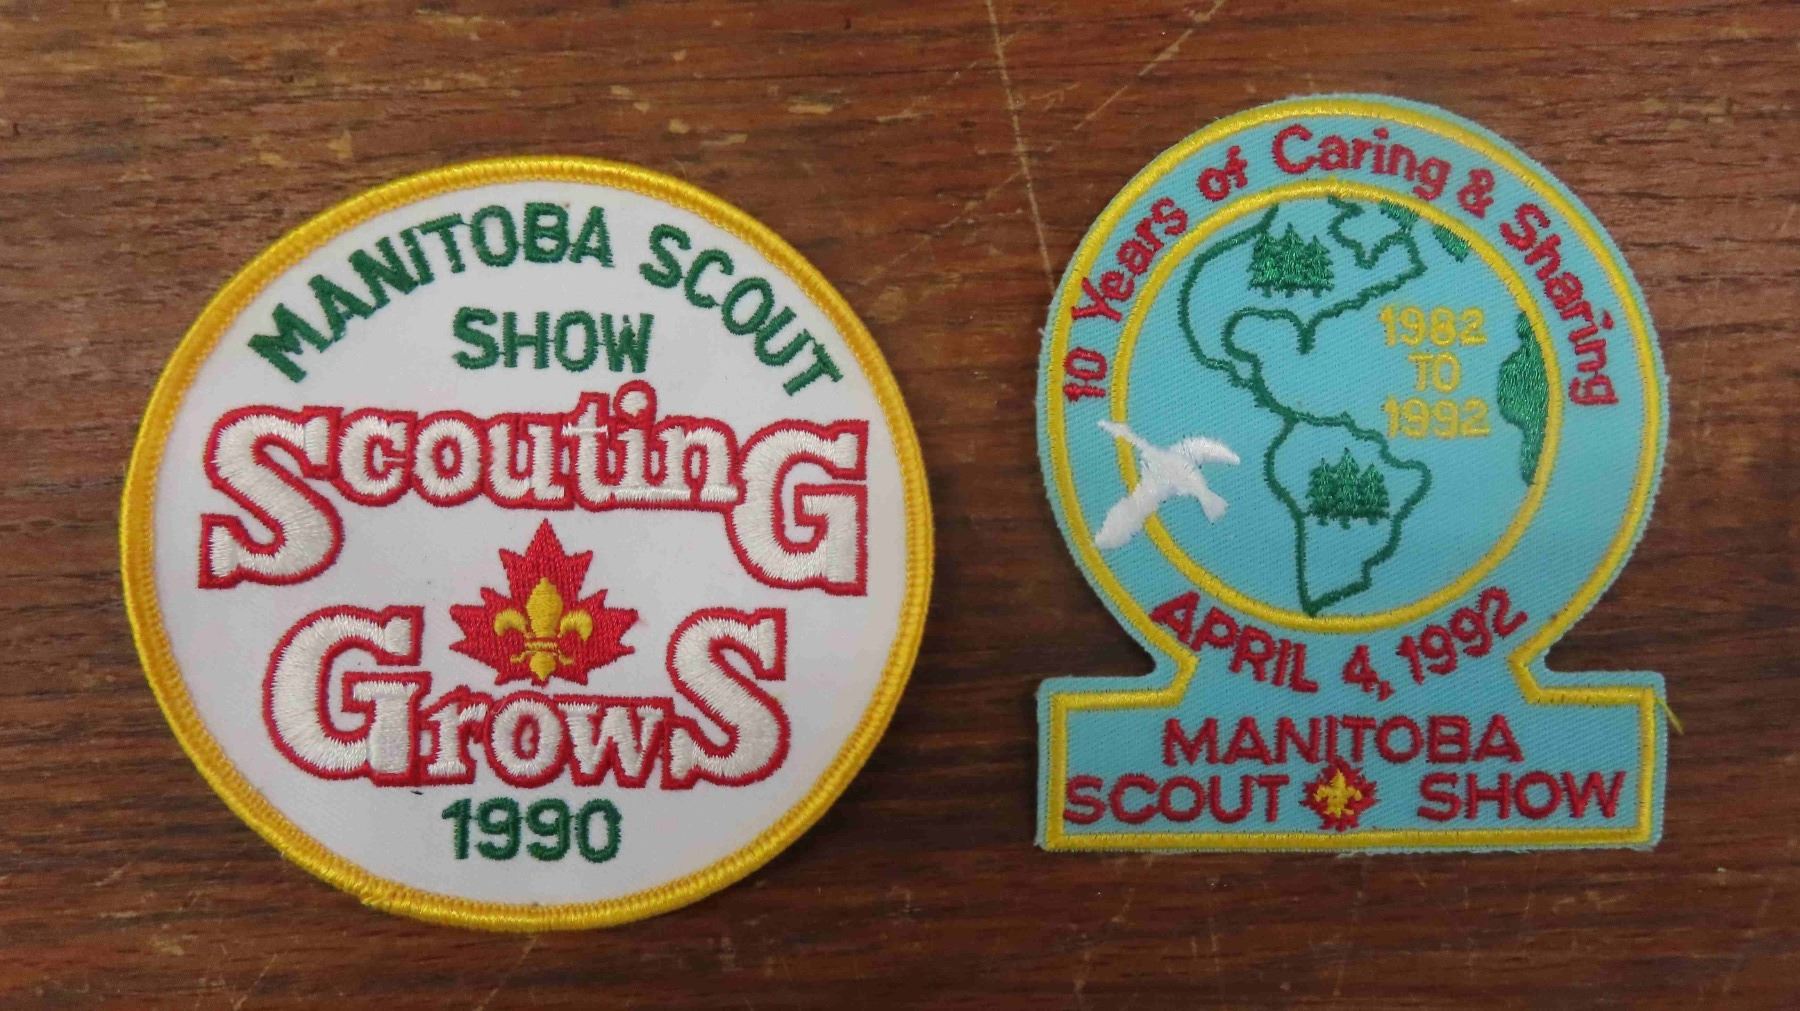 MANITOBA SCOUT
SHOW
ScoutinG
GrowS
1990
10 Years of Caring & Sharing
1982
TO
1992
APRIL 4, 1992
MANITOBA
SCOUT SHOW